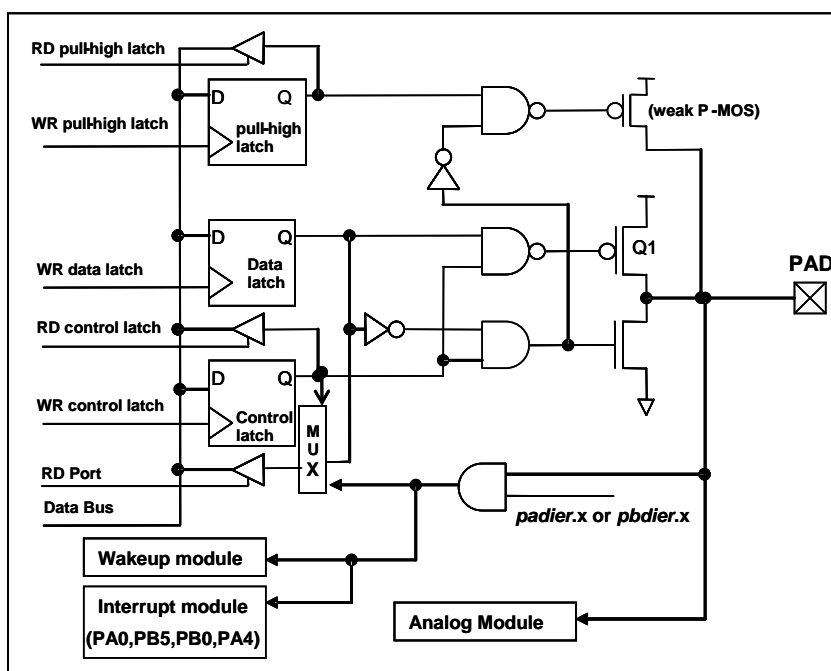 RD pull-high latch
D Q
WR pull-high latch
pull-high
latch
(weak P-MOS)
D Q
Data
latch
WR data latch
Q1
PAD
RD control latch
D Q
WR control latch
Control
latch
M
U
X
RD Port
Data Bus
padier.x or pbdier.x
Wakeup module
Interrupt module
(PA0,PB5,PB0,PA4)
Analog Module